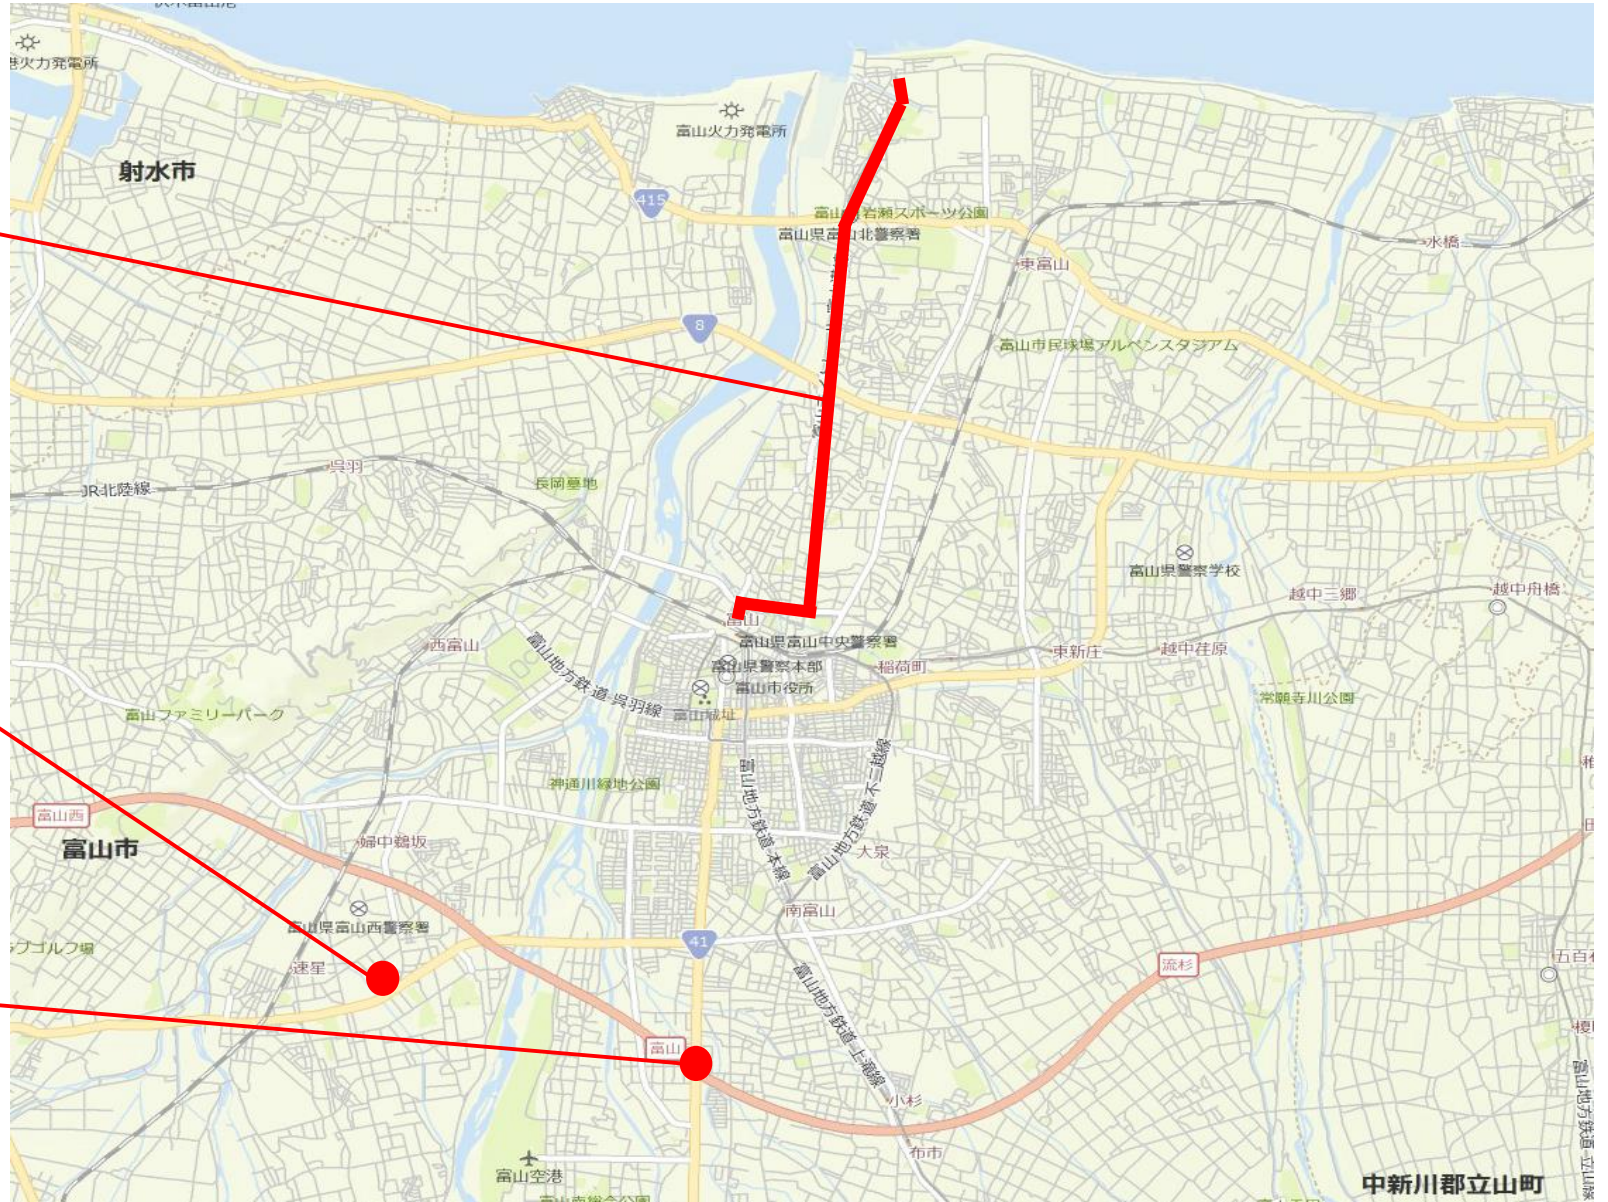 火力発電所
富山火力発電所
射水市
415
岩瀬スポーツ公園
水橋
東富山
8
富山市民球場アルペンスタジアム
呉羽
JR北陸線
長岡墓地
富山県警察学校
越中三郷
越中舟橋
富山
西富山
富山県富山中央警察署
富山県警察本部
稲荷町
東新庄
越中荏原
富山市役所
富山地方鉄道 呉羽線
富山城址
常願寺川公園
富山ファミリーパーク
富山地方鉄道 不二越線
神通川緑地公園
富山地方鉄道 本線
富山西
富山市
婦中鵜坂
大泉
南富山
富山県富山西警察署
41
速星
流杉
富山地方鉄道 上滝線
富山
小杉
布市
富山空港
中新川郡立山町
富山地方鉄道 立山線